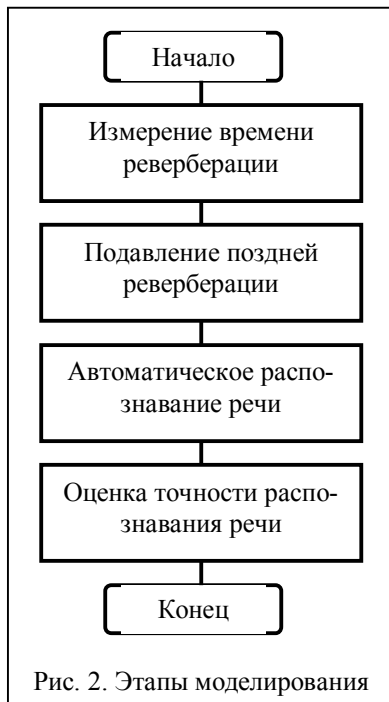 Начало
Измерение времени
реверберации
Подавление поздней
реверберации
Автоматическое распо-
знавание речи
Оценка точности распо-
знавания речи
Конец
Рис. 2. Этапы моделирования